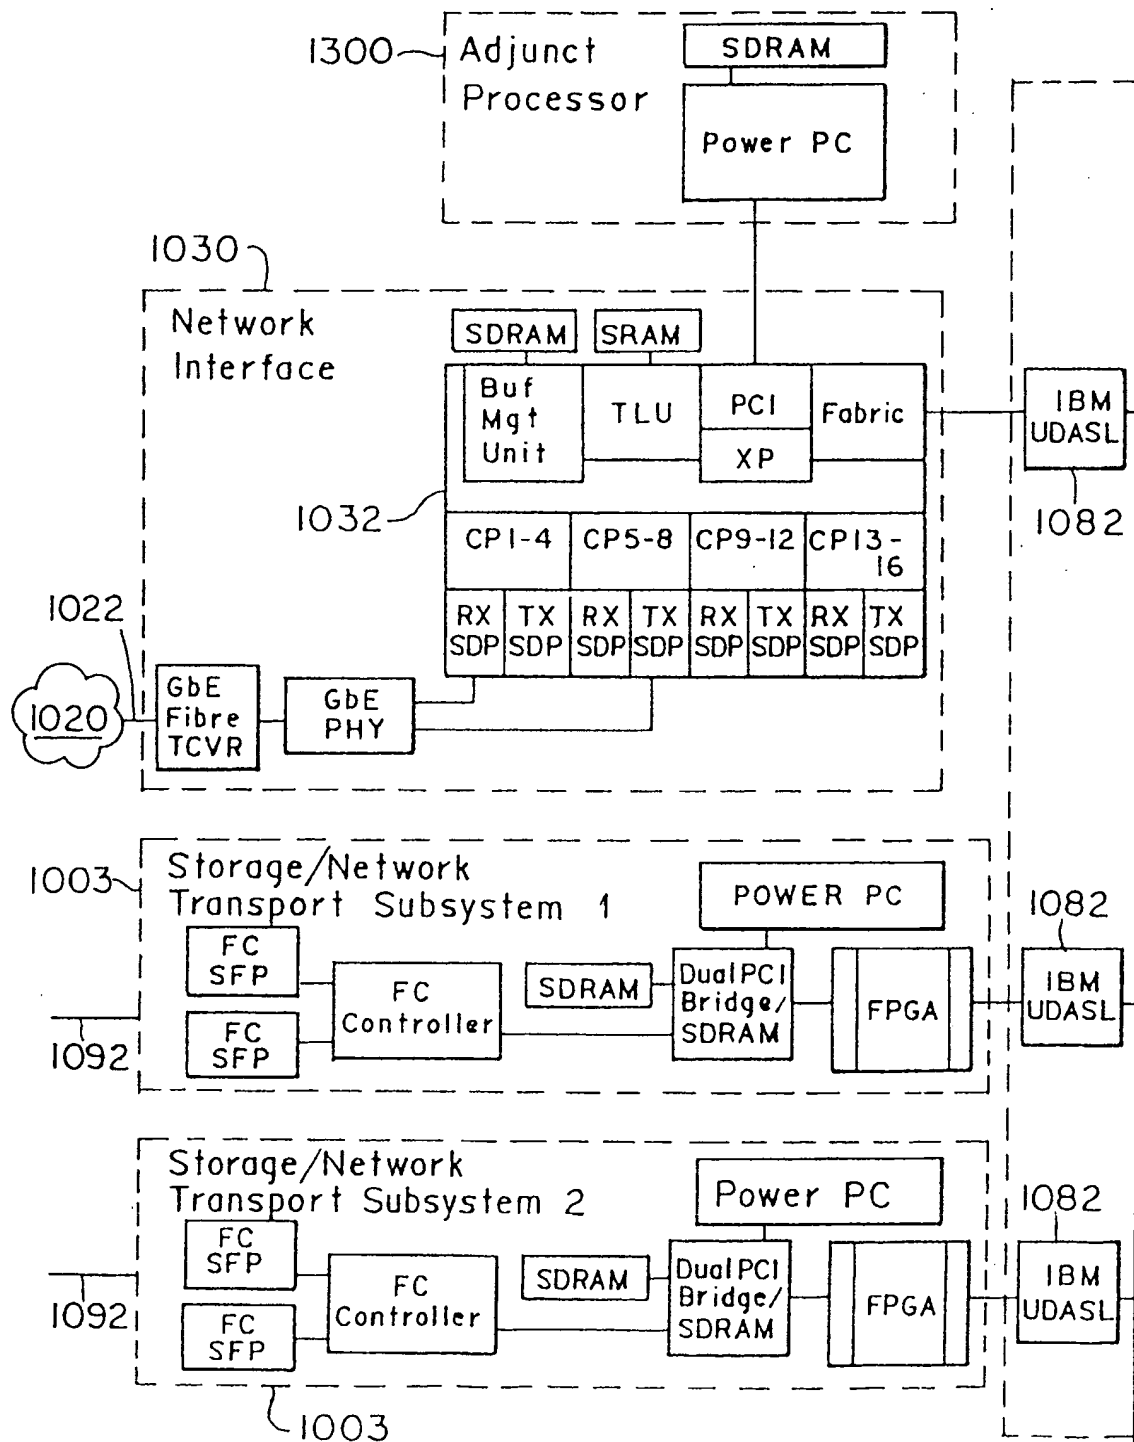 1300
Adjunct
Processor
SDRAM
Power PC
1030
Network
Interface
SDRAM
SRAM
Buf
Mgt
Unit
TLU
PCI
XP
Fabric
IBM
UDASL
1082
1032
CP1-4
CP5-8
CP9-12
CP13-
16
RX
SDP
TX
SDP
RX
SDP
TX
SDP
RX
SDP
TX
SDP
RX
SDP
TX
SDP
1022
1020
GbE
Fibre
TCVR
GbE
PHY
1003
Storage/Network
Transport Subsystem 1
POWER PC
FC
SFP
FC
SFP
FC
Controller
SDRAM
Dual PCI
Bridge/
SDRAM
FPGA
1082
IBM
UDASL
1092
Storage/Network
Transport Subsystem 2
Power PC
FC
SFP
FC
SFP
FC
Controller
SDRAM
Dual PCI
Bridge/
SDRAM
FPGA
1082
IBM
UDASL
1092
1003